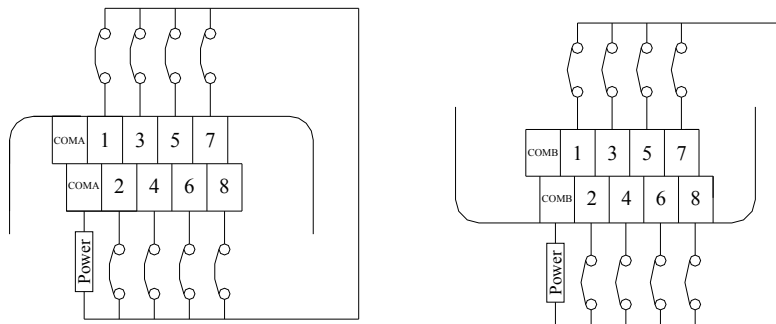 COMA 1 3 5 7
COMA 2 4 6 8
Power
COMB 1 3 5 7
COMB 2 4 6 8
Power